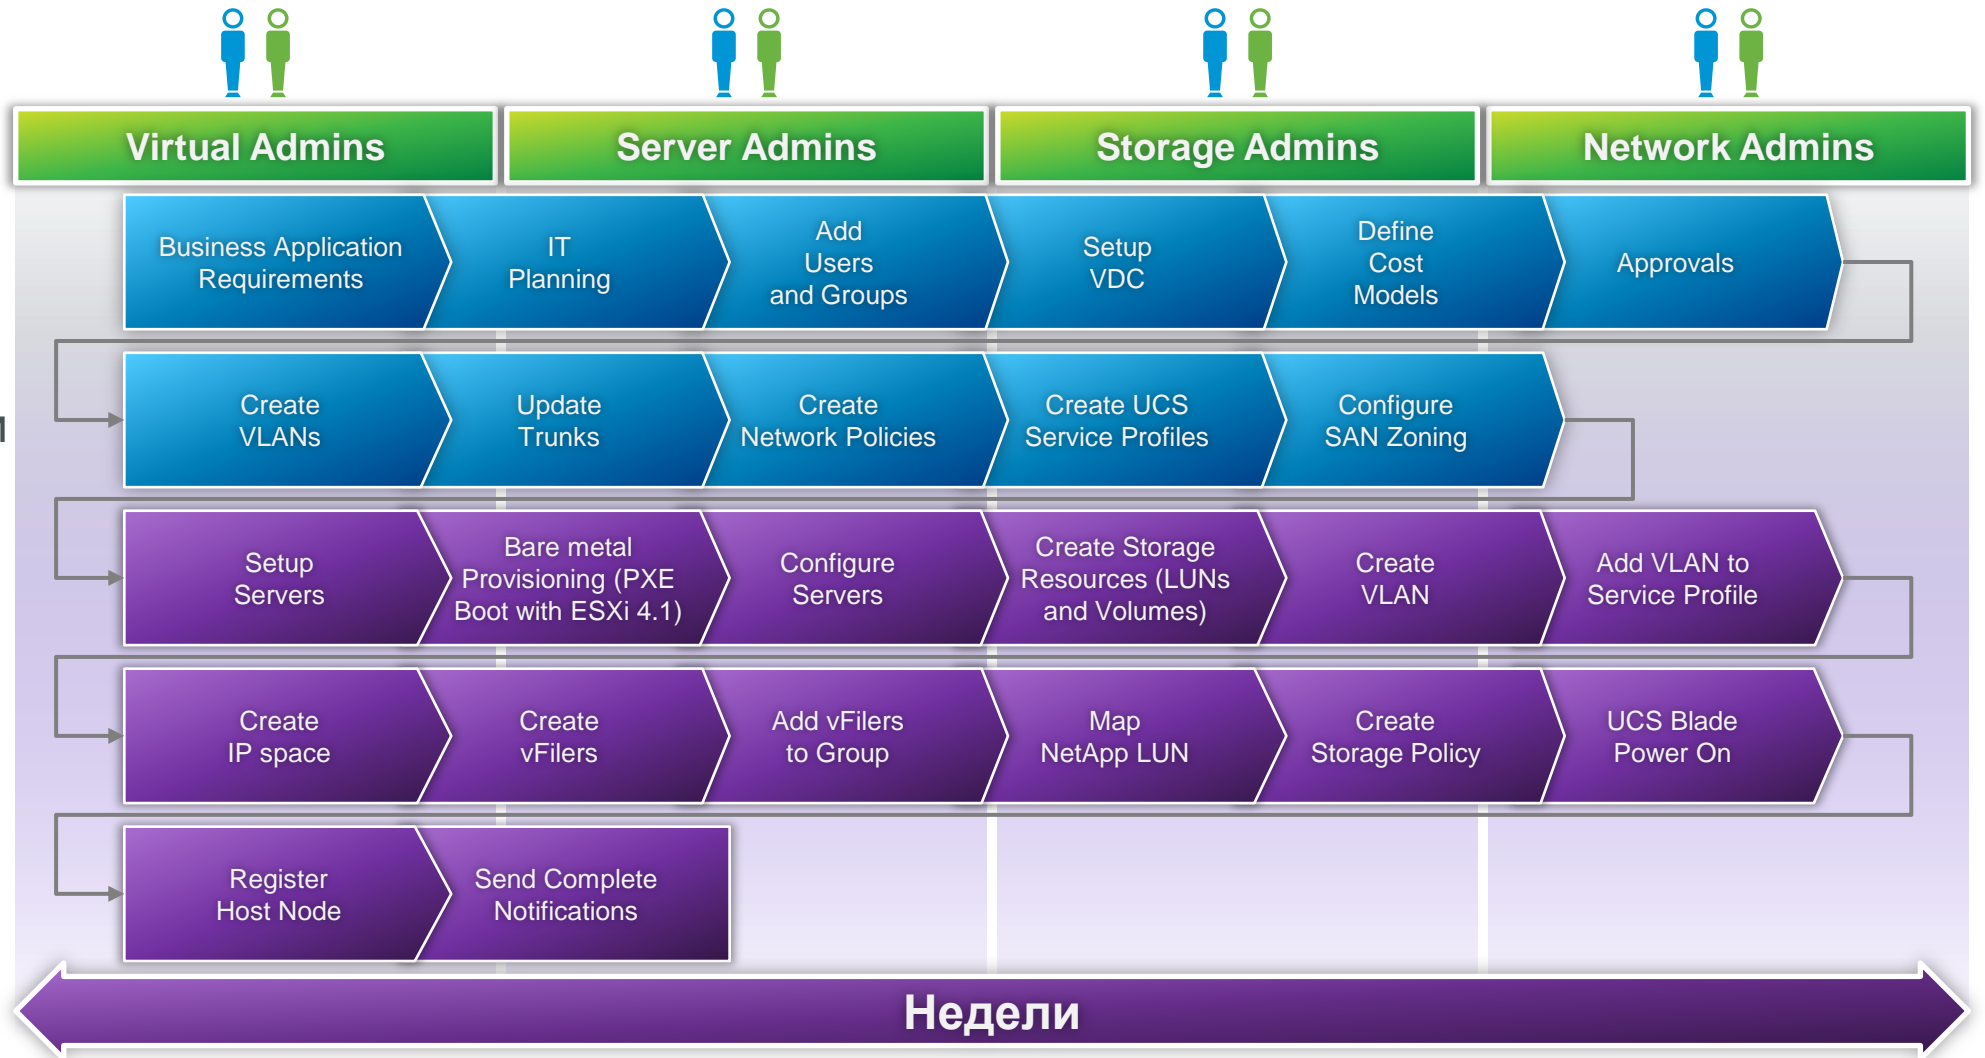 Virtual Admins
Server Admins
Storage Admins
Network Admins
Business Application
Requirements
IT
Planning
Add
Users
and Groups
Setup
VDC
Define
Cost
Models
Approvals
Create
VLANs
Update
Trunks
Create
Network Policies
Create UCS
Service Profiles
Configure
SAN Zoning
Setup
Servers
Bare metal
Provisioning (PXE
Boot with ESXi 4.1)
Configure
Servers
Create Storage
Resources (LUNs
and Volumes)
Create
VLAN
Add VLAN to
Service Profile
Create
IP space
Create
vFilers
Add vFilers
to Group
Map
NetApp LUN
Create
Storage Policy
UCS Blade
Power On
Register
Host Node
Send Complete
Notifications
Недели